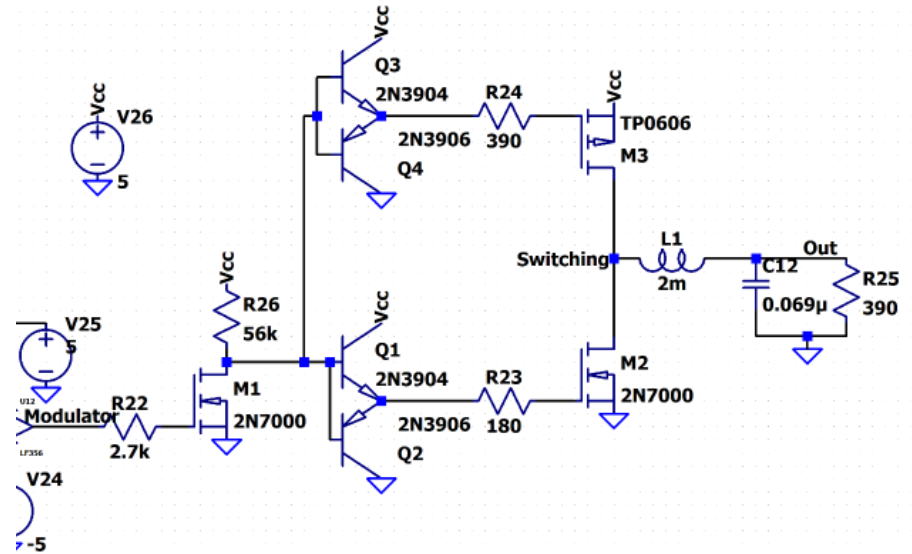 Vcc
V26
5
Vcc
Q3
2N3904
2N3906
Q4
R24
390
Vcc
TP0606
M3
L1
2m
Switching
Out
C12
0.069µ
R25
390
Vcc
R26
56k
V25
5
U12
Modulator
LF356
R22
2.7k
M1
2N7000
Vcc
Q1
2N3904
2N3906
Q2
R23
180
M2
2N7000
V24
-5